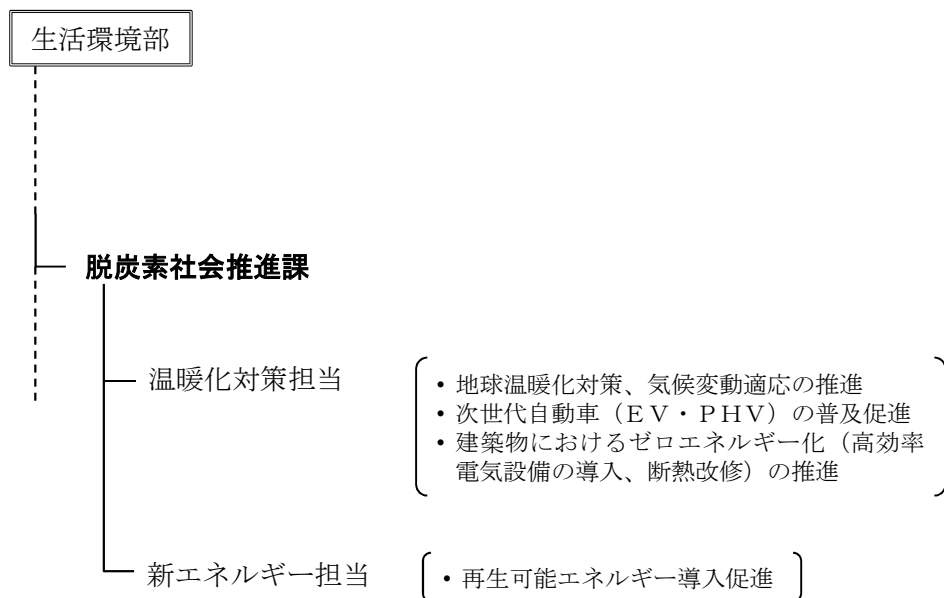 生活環境部
脱炭素社会推進課
温暖化対策担当
・地球温暖化対策、気候変動適応の推進
・次世代自動車（ＥＶ・ＰＨＶ）の普及促進
・建築物におけるゼロエネルギー化（高効率
電気設備の導入、断熱改修）の推進
新エネルギー担当
・再生可能エネルギー導入促進